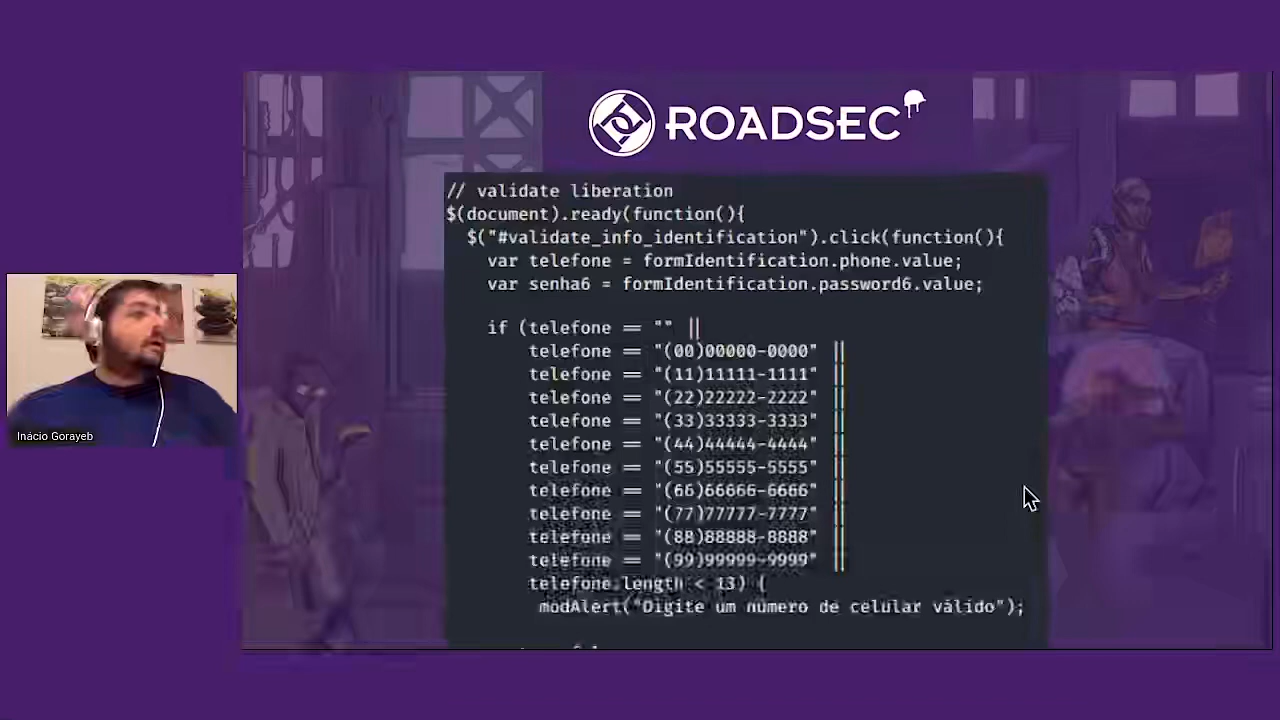 ROADSEC
// validate liberation
$(document).ready(function(){
$("#validate_info_identification").click(function(){
var telefone = formIdentification.phone.value;
var senha6 = formIdentification.password6.value;
if (telefone == "" ||
telefone == "(00)00000-0000" ||
telefone == "(11)11111-1111" ||
telefone == "(22)22222-2222" ||
telefone == "(33)33333-3333" ||
telefone == "(44)44444-4444" ||
telefone == "(55)55555-5555" ||
telefone == "(66)66666-6666" ||
telefone == "(77)77777-7777" ||
telefone == "(88)88888-8888" ||
telefone == "(99)99999-9999" ||
telefone.length < 13) {
modAlert("Digite um número de celular válido");
Inácio Gorayeb